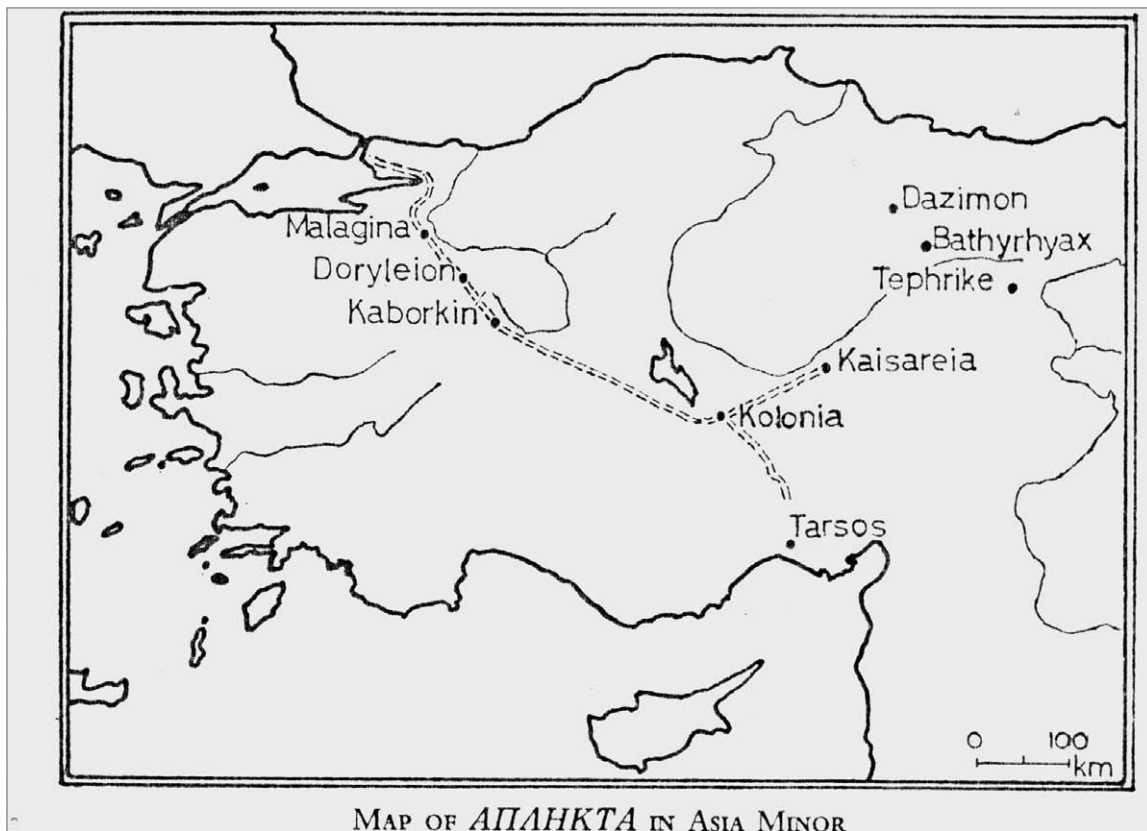 Dazimon
Malagina
Bathyrhyax
Doryleion
Tephrike
Kaborkin
Kaisareia
Kolonia
Tarsos
0 100
km
MAP OF ΑΠΛΗΚΤΑ IN ASIA MINOR